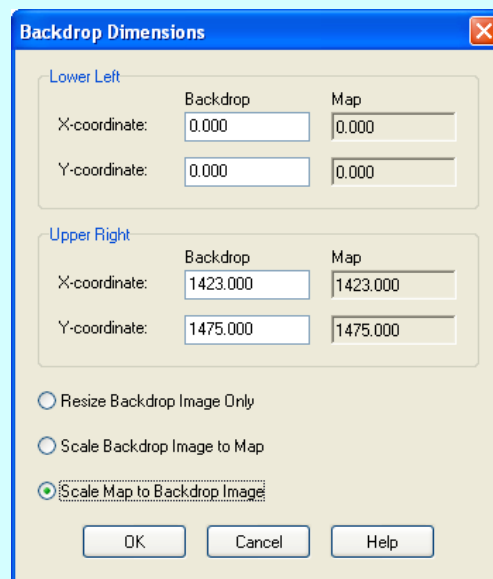 Backdrop Dimensions
Lower Left
Backdrop Map
X-coordinate: 0.000 0.000
Y-coordinate: 0.000 0.000
Upper Right
Backdrop Map
X-coordinate: 1423.000 1423.000
Y-coordinate: 1475.000 1475.000
Resize Backdrop Image Only
Scale Backdrop Image to Map
Scale Map to Backdrop Image
OK Cancel Help